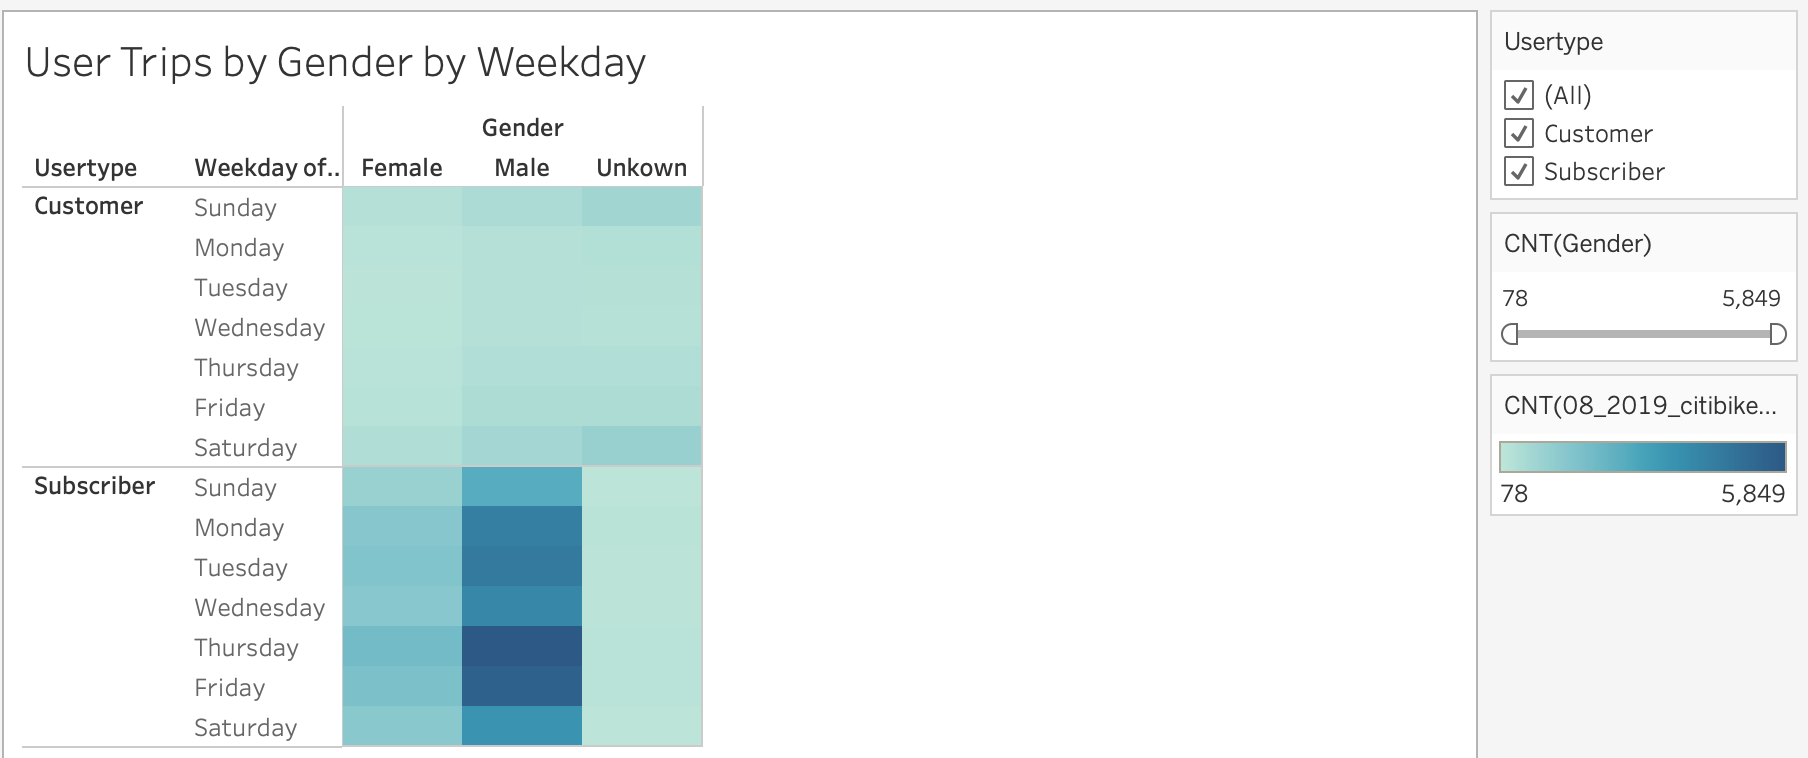 User Trips by Gender by Weekday
Gender
Usertype Weekday of.. Female Male Unkown
Customer Sunday
Monday
Tuesday
Wednesday
Thursday
Friday
Saturday
Subscriber Sunday
Monday
Tuesday
Wednesday
Thursday
Friday
Saturday
Usertype
(All)
Customer
Subscriber
CNT(Gender)
78 5,849
CNT(08_2019_citibike...
78 5,849